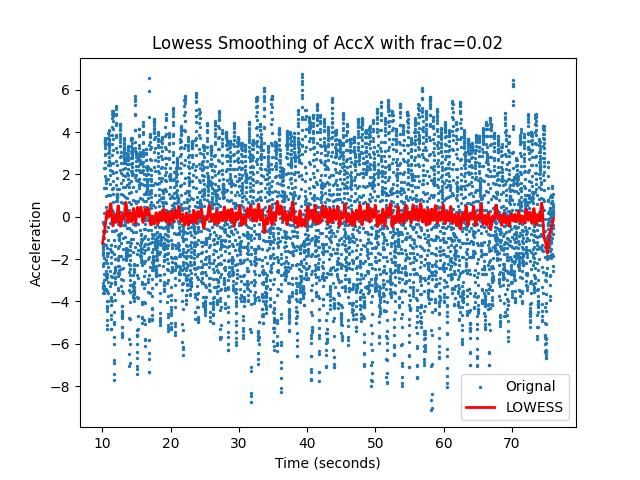 Lowess Smoothing of AccX with frac=0.02
Acceleration
6
4
2
0
−2
−4
−6
−8
10 20 30 40 50 60 70
Time (seconds)
Orignal
LOWESS